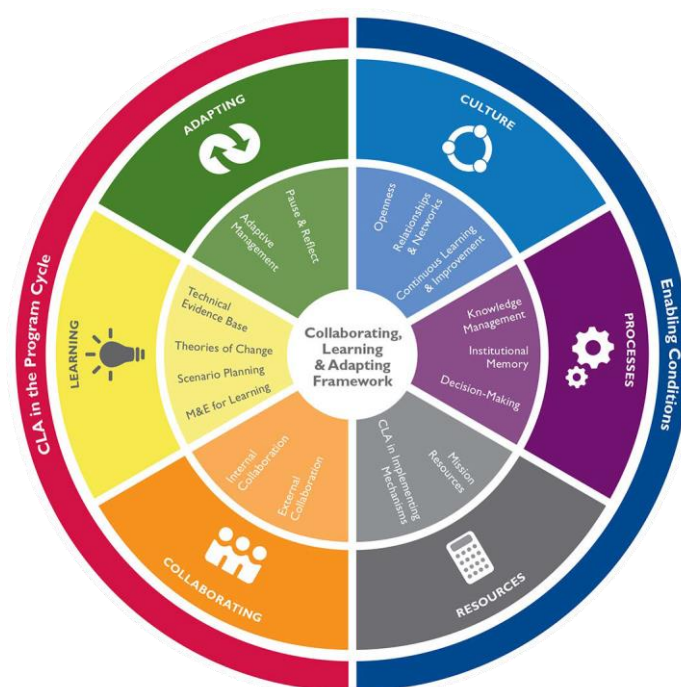 CLA in the Program Cycle
Enabling Conditions
ADAPTING
Adaptive
Management
Pause & Reflect
CULTURE
Openness
Relationships
& Networks
Continuous Learning
& Improvement
LEARNING
Technical
Evidence Base
Theories of Change
Scenario Planning
M&E for Learning
Collaborating,
Learning
& Adapting
Framework
PROCESSES
Knowledge
Management
Institutional
Memory
Decision-Making
COLLABORATING
Internal Collaboration
External
Collaboration
RESOURCES
CLA in Implementing
Mechanisms
Mission
Resources